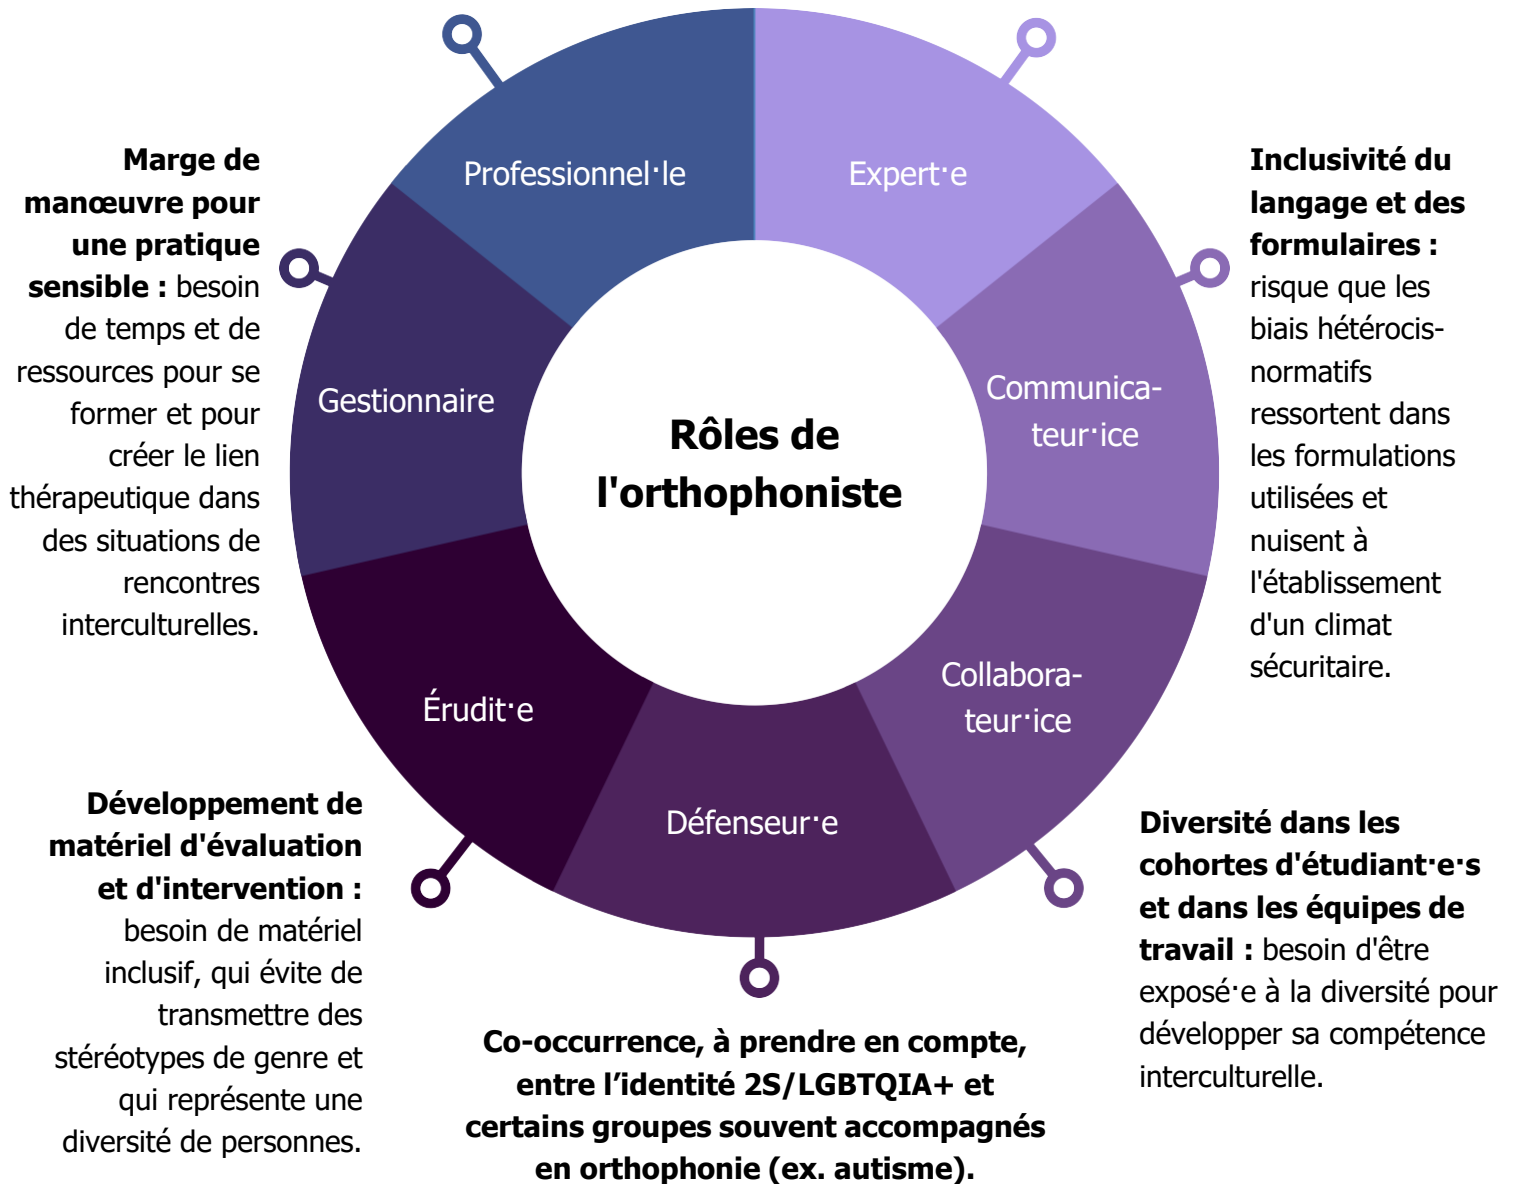 Professionnel·le
Expert·e
Marge de
manœuvre pour
une pratique
sensible : besoin
de temps et de
ressources pour se
former et pour
créer le lien
thérapeutique dans
des situations de
rencontres
interculturelles.
Gestionnaire
Rôles de
l'orthophoniste
Communica-
teur·ice
Inclusivité du
langage et des
formulaires :
risque que les
biais hétérocis-
normatifs
ressortent dans
les formulations
utilisées et
nuisent à
l'établissement
d'un climat
sécuritaire.
Érudit·e
Collabora-
teur·ice
Défenseur·e
Développement de
matériel d'évaluation
et d'intervention :
besoin de matériel
inclusif, qui évite de
transmettre des
stéréotypes de genre et
qui représente une
diversité de personnes.
Co-occurrence, à prendre en compte,
entre l’identité 2S/LGBTQIA+ et
certains groupes souvent accompagnés
en orthophonie (ex. autisme).
Diversité dans les
cohortes d'étudiant·e·s
et dans les équipes de
travail : besoin d'être
exposé·e à la diversité pour
développer sa compétence
interculturelle.